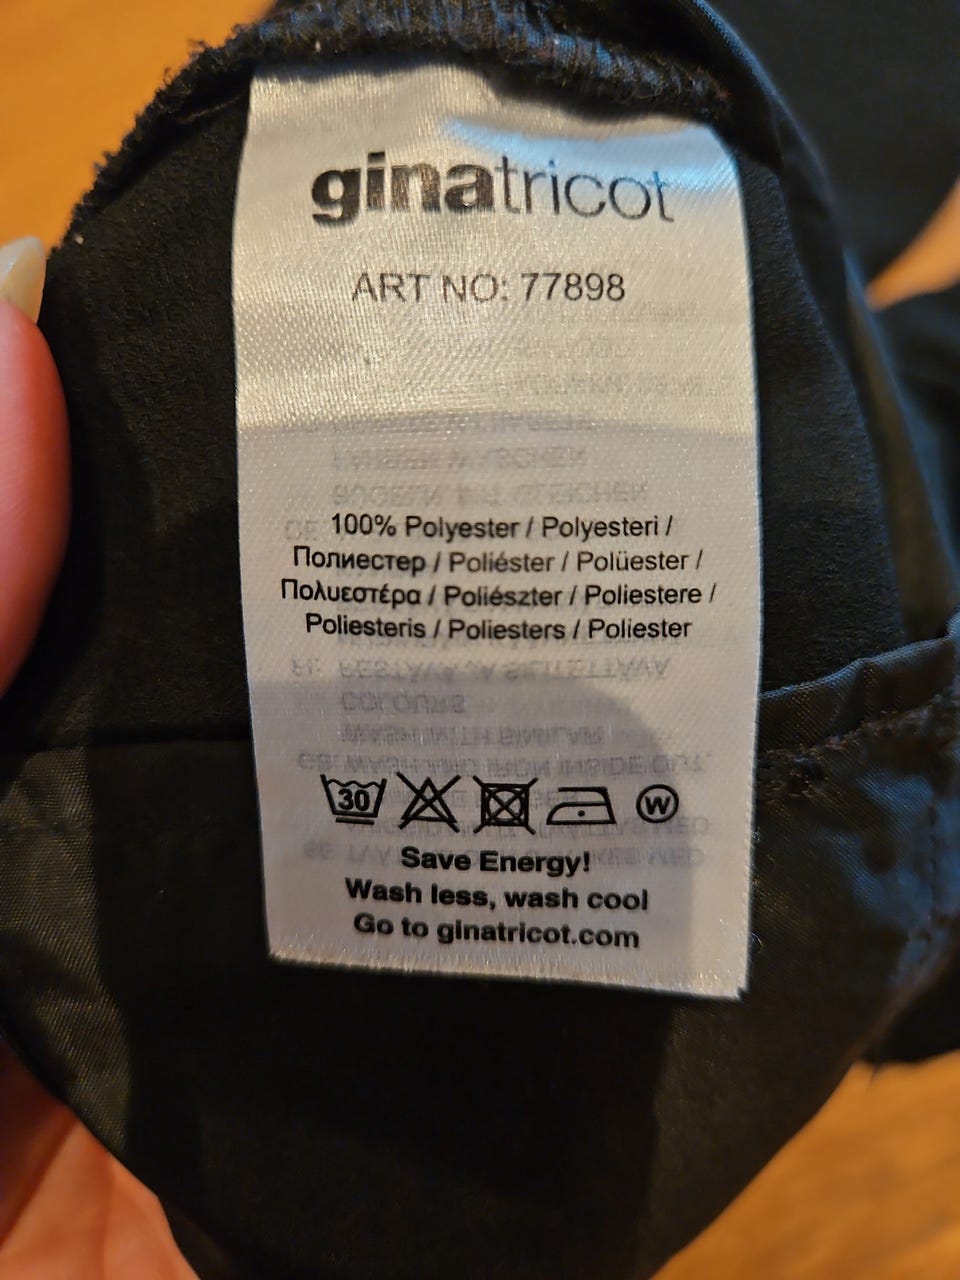 ginatricot
ART NO: 77898
100% Polyester / Polyesteri /
Полиестер / Poliéster / Polüester /
Πολυεστέρα / Poliészter / Poliestere /
Poliesteris / Poliesters / Poliester
30 W
Save Energy!
Wash less, wash cool
Go to ginatricot.com